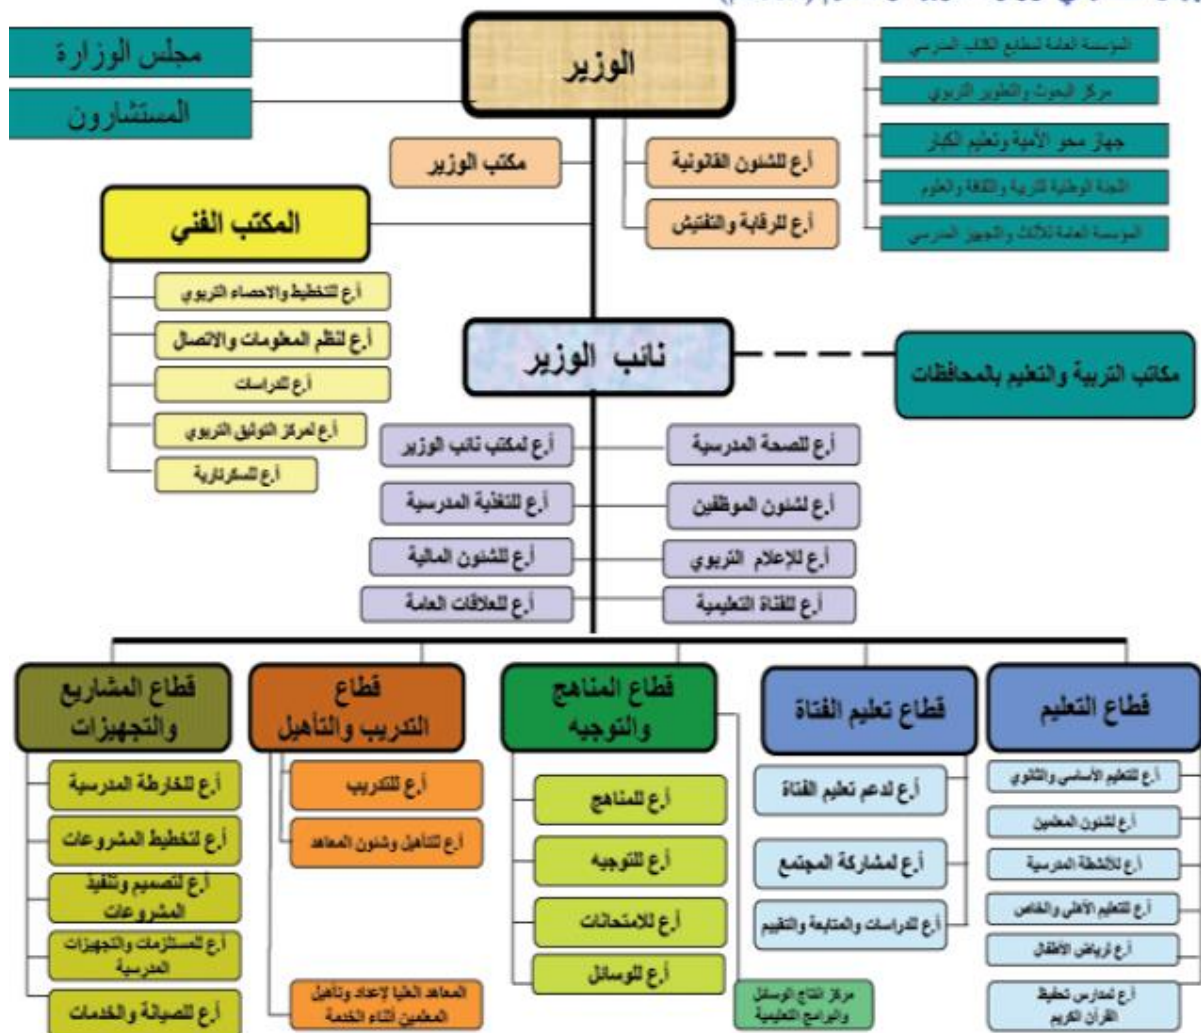 الوزير
مجلس الوزارة
المستشارون
المؤسسة العامة لمطابع الكتاب المدرسي
مركز البحوث والتطوير التربوي
جهاز محو الأمية وتعليم الكبار
اللجنة الوطنية للتربية والثقافة والعلوم
المؤسسة العامة للأثاث والتجهيز المدرسي
أ.ع للشئون القانونية
أ.ع للرقابة والتفتيش
مكتب الوزير
المكتب الفني
أ.ع للتخطيط والاحصاء التربوي
أ.ع لنظم المعلومات والاتصال
أ.ع للدراسات
أ.ع لمركز التوثيق التربوي
أ.ع للسكرتارية
نائب الوزير
مكاتب التربية والتعليم بالمحافظات
أ.ع للصحة المدرسية
أ.ع لمكتب نائب الوزير
أ.ع لشئون الموظفين
أ.ع للتغذية المدرسية
أ.ع للإعلام التربوي
أ.ع للشئون المالية
أ.ع للقناة التعليمية
أ.ع للعلاقات العامة
قطاع التعليم
أ.ع للتعليم الأساسي والثانوي
أ.ع لشئون المعلمين
أ.ع للأنشطة المدرسية
أ.ع للتعليم الأهلي والخاص
أ.ع لرياض الأطفال
أ.ع لمدارس تحفيظ
القرآن الكريم
قطاع تعليم الفتاة
أ.ع لدعم تعليم الفتاة
أ.ع لمشاركة المجتمع
أ.ع للدراسات والمتابعة والتقييم
قطاع المناهج
والتوجيه
أ.ع للمناهج
أ.ع للتوجيه
أ.ع للامتحانات
أ.ع للوسائل
مركز انتاج الوسائل
والبرامج التعليمية
قطاع
التدريب والتأهيل
أ.ع للتدريب
أ.ع للتأهيل وشئون المعاهد
المعاهد العليا لإعداد وتأهيل
المعلمين أثناء الخدمة
قطاع المشاريع
والتجهيزات
أ.ع للخارطة المدرسية
أ.ع لتخطيط المشروعات
أ.ع لتصميم وتنفيذ
المشروعات
أ.ع للمستلزمات والتجهيزات
المدرسية
أ.ع للصيانة والخدمات